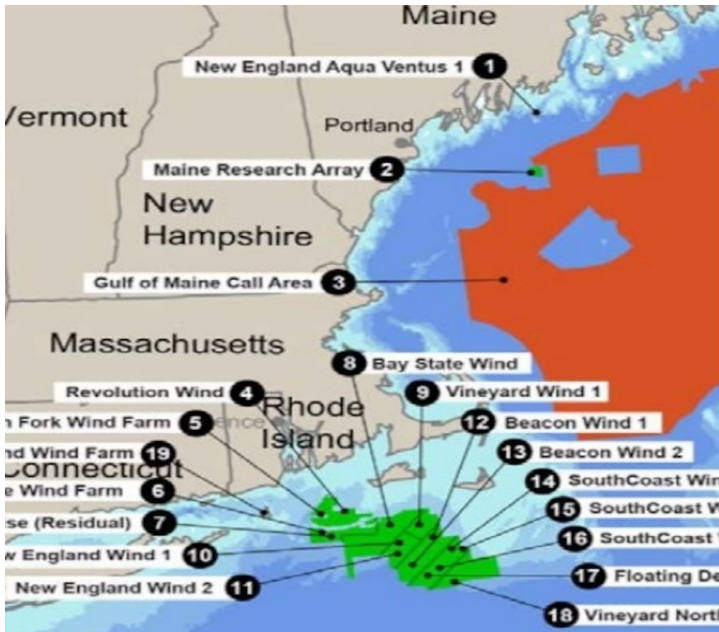 Maine
New England Aqua Ventus 1 1
Vermont
Portland
Maine Research Array 2
New
Hampshire
Gulf of Maine Call Area 3
Massachusetts
8 Bay State Wind
Revolution Wind 4
9 Vineyard Wind 1
Rhode
Island
Fork Wind Farm 5
12 Beacon Wind 1
Wind Farm 19
13 Beacon Wind 2
Connecticut
14 SouthCoast
Wind Farm 6
15 SouthCoast
(Residual) 7
16 SouthCoast
England Wind 1 10
17 Floating
New England Wind 2 11
18 Vineyard